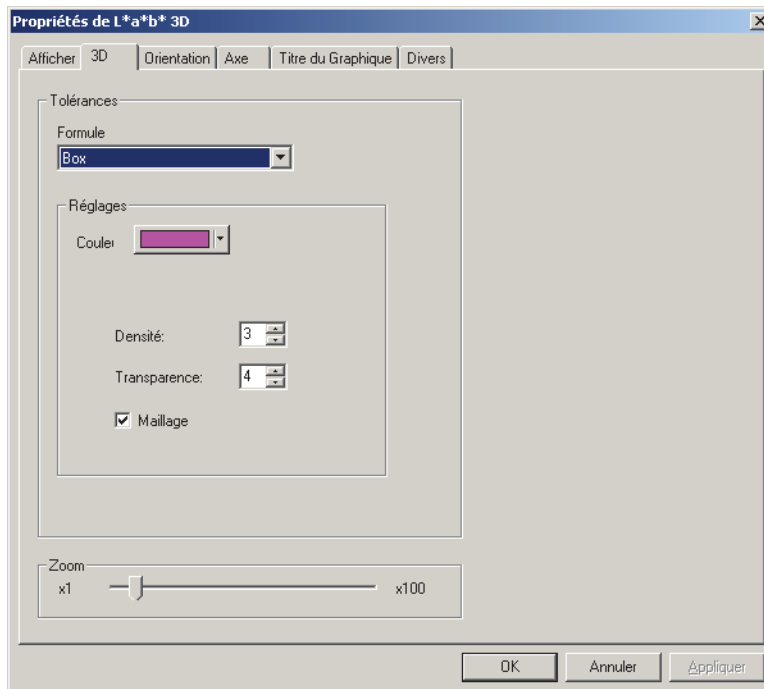 Propriétés de L*a*b* 3D
Afficher 3D Orientation Axe Titre du Graphique Divers
Tolérances
Formule
Box
Réglages
Couleu
Densité: 3
Transparence: 4
Maillage
Zoom
x1 x100
OK Annuler Appliquer